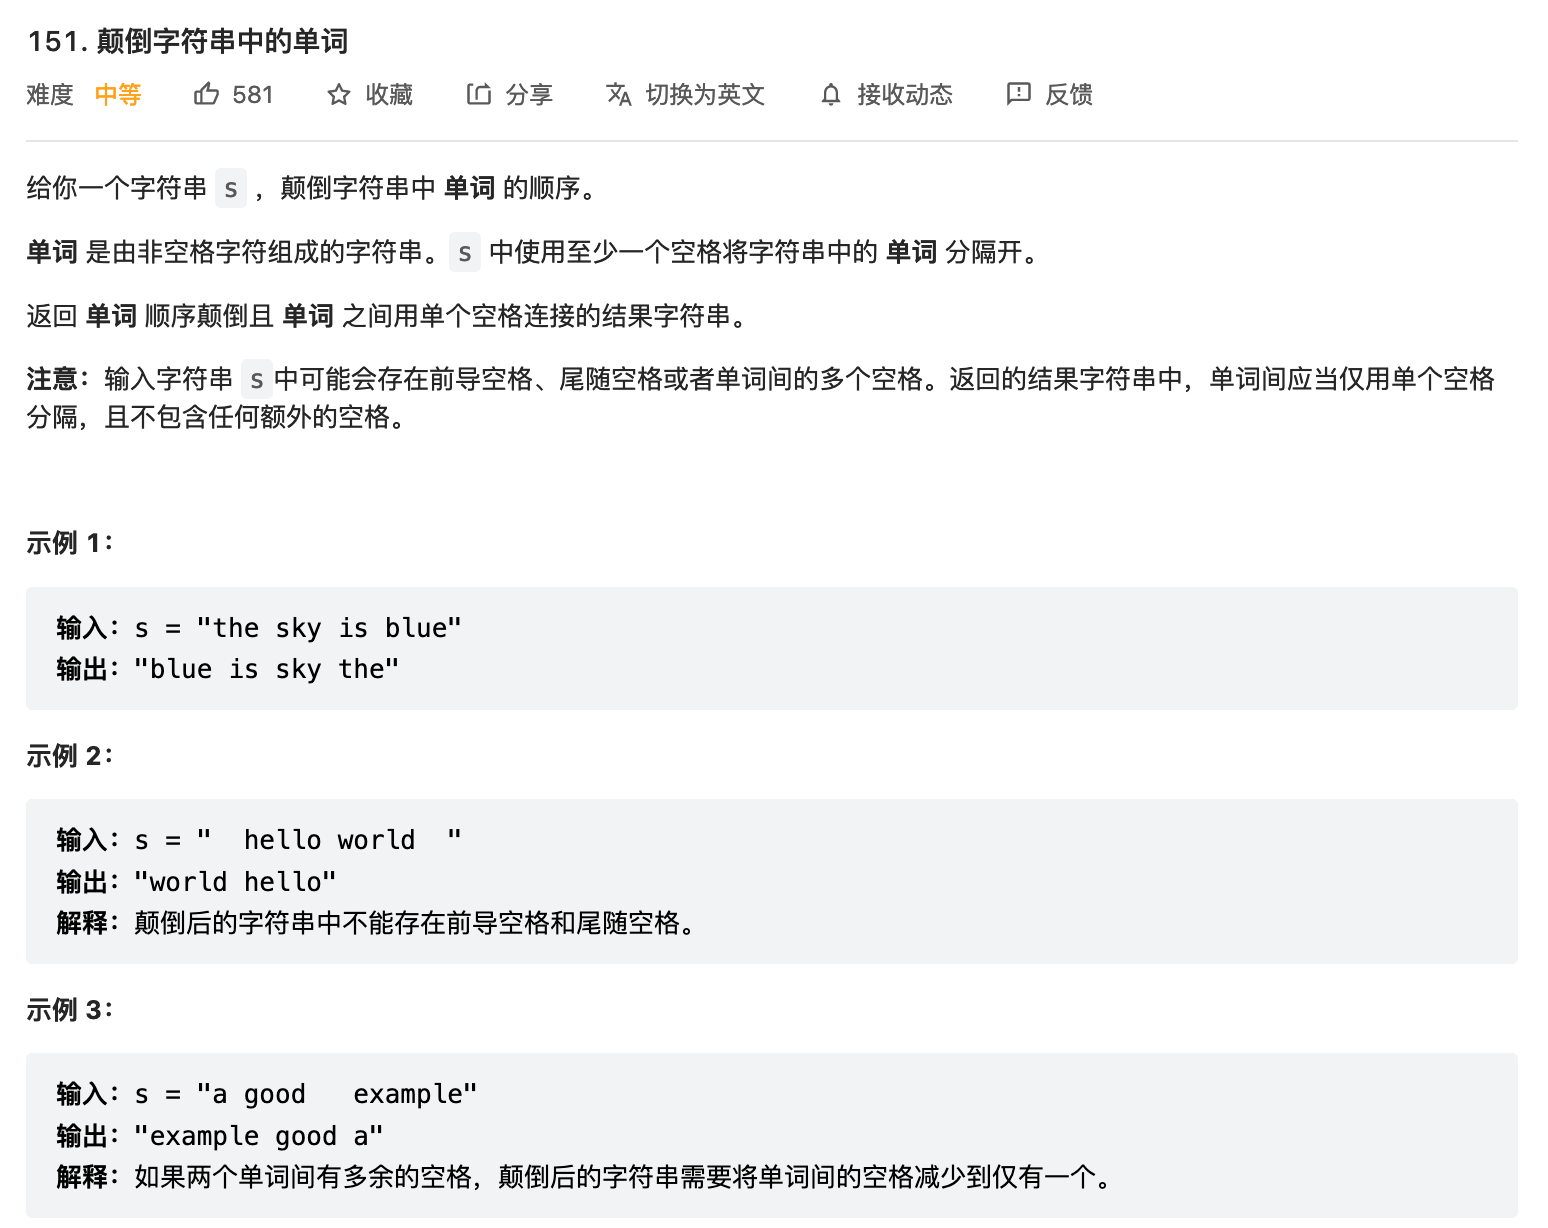 151. 颠倒字符串中的单词
难度 中等 581 收藏 分享 切换为英文 接收动态 反馈
给你一个字符串 s ，颠倒字符串中 单词 的顺序。
单词 是由非空格字符组成的字符串。s 中使用至少一个空格将字符串中的 单词 分隔开。
返回 单词 顺序颠倒且 单词 之间用单个空格连接的结果字符串。
注意：输入字符串 s中可能会存在前导空格、尾随空格或者单词间的多个空格。返回的结果字符串中，单词间应当仅用单个空格
分隔，且不包含任何额外的空格。
示例 1：
输入：s = "the sky is blue"
输出："blue is sky the"
示例 2：
输入：s = "  hello world  "
输出："world hello"
解释：颠倒后的字符串中不能存在前导空格和尾随空格。
示例 3：
输入：s = "a good   example"
输出："example good a"
解释：如果两个单词间有多余的空格，颠倒后的字符串需要将单词间的空格减少到仅有一个。